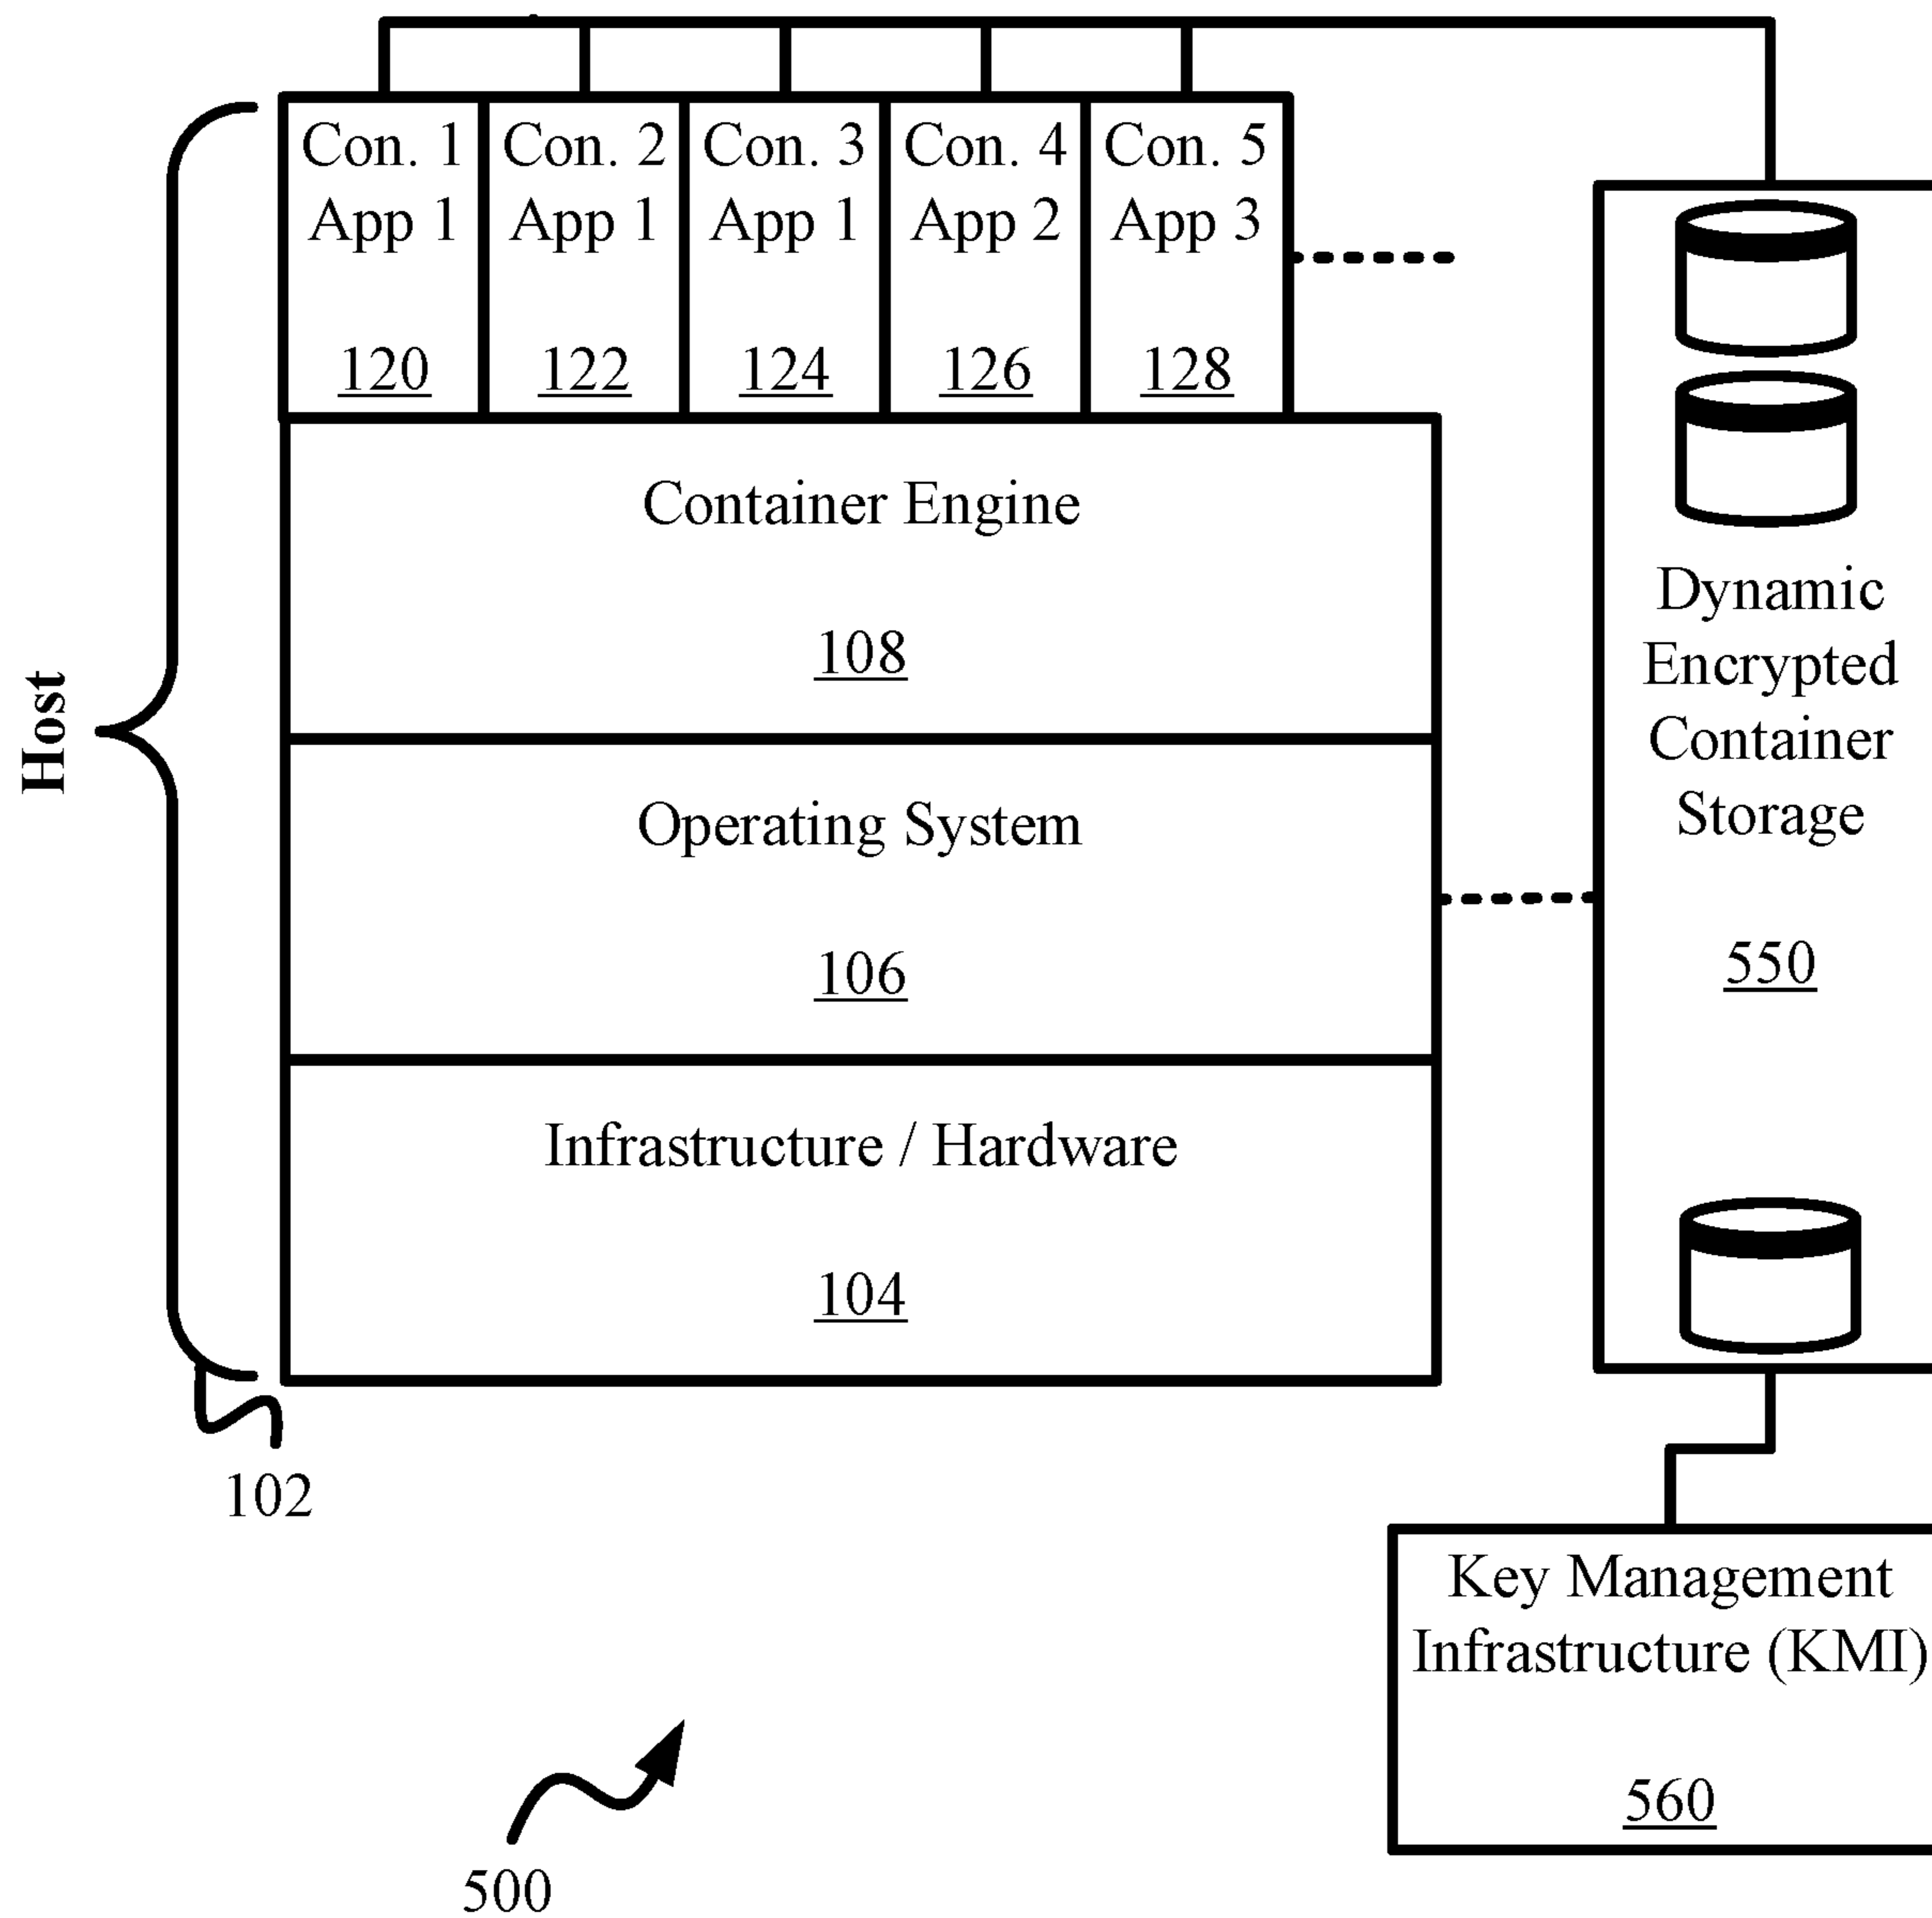 Con. 1
App 1
120
Con. 2
App 1
122
Con. 3
App 1
124
Con. 4
App 2
126
Con. 5
App 3
128
Container Engine
108
Operating System
106
Infrastructure / Hardware
104
Host
102
Dynamic
Encrypted
Container
Storage
550
Key Management
Infrastructure (KMI)
560
500